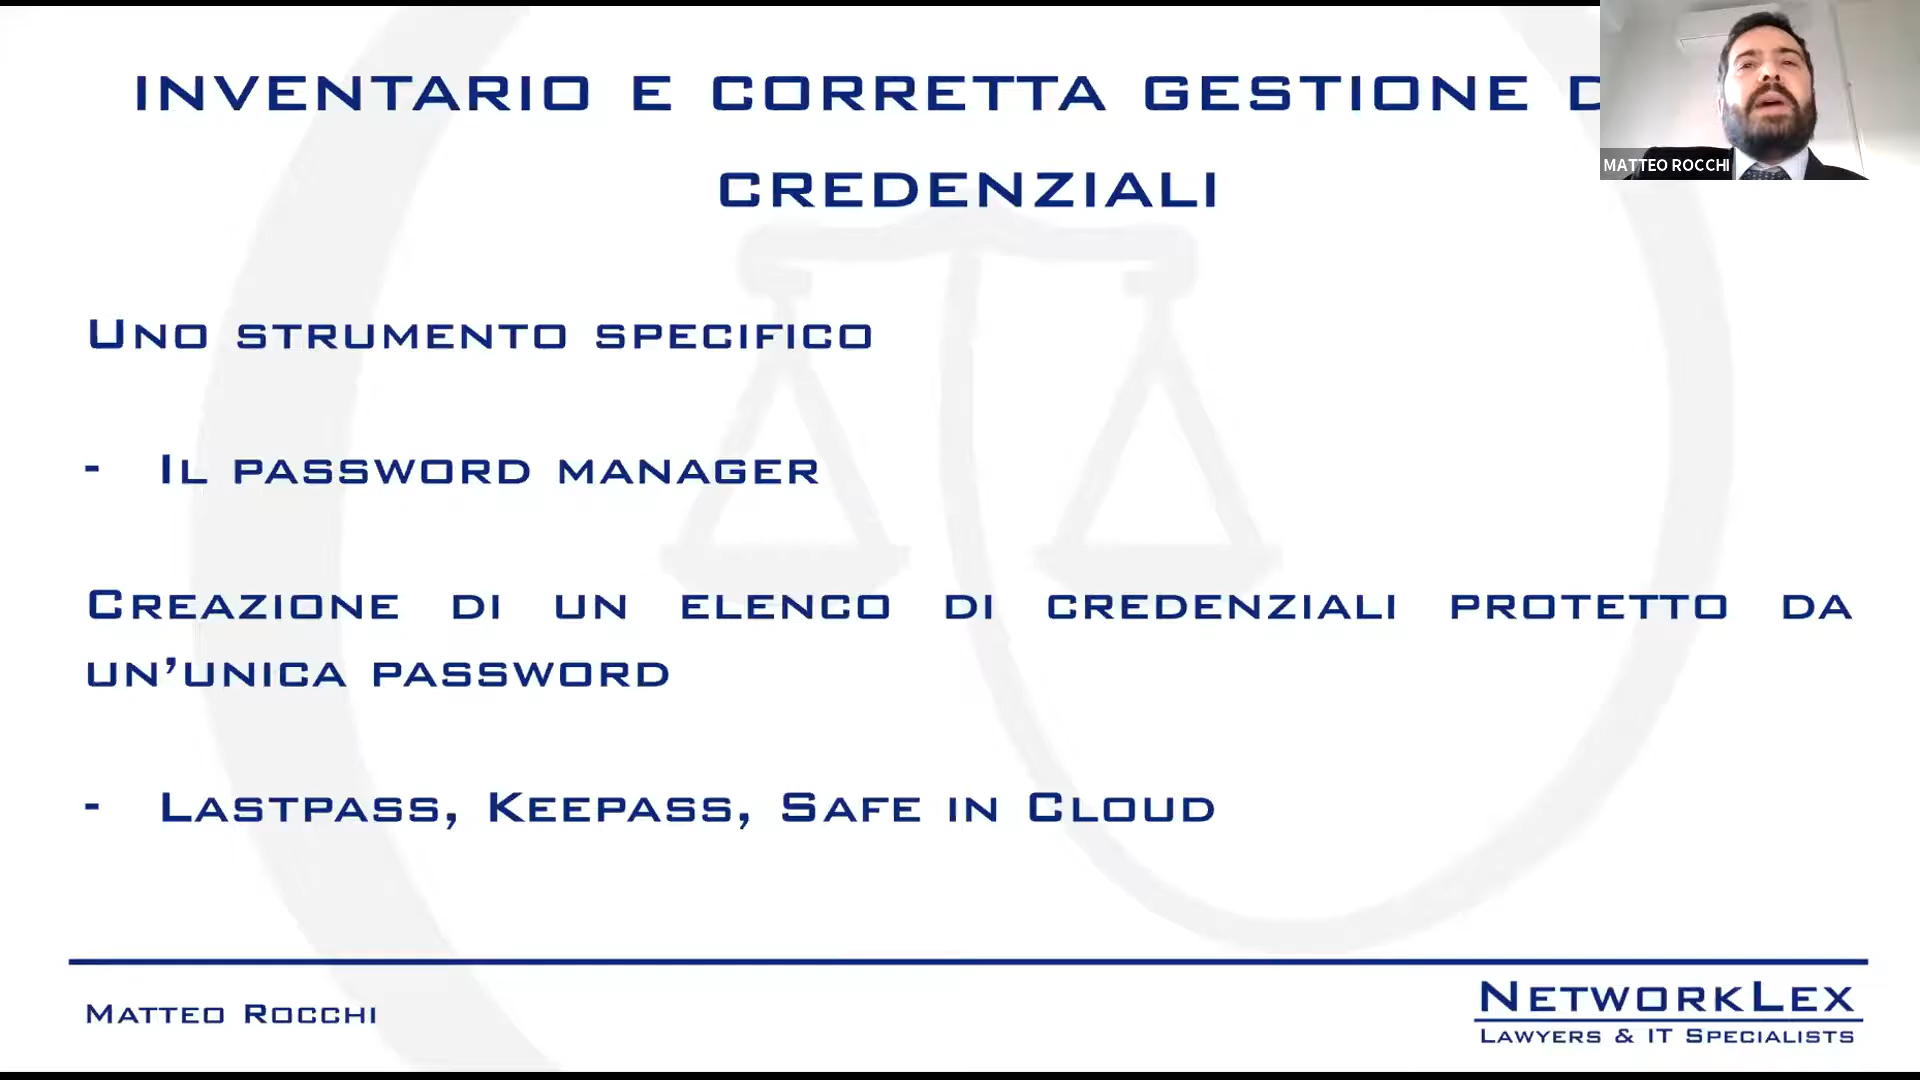 INVENTARIO E CORRETTA GESTIONE
CREDENZIALI
MATTEO ROCCHI
UNO STRUMENTO SPECIFICO
- IL PASSWORD MANAGER
CREAZIONE DI UN ELENCO DI CREDENZIALI PROTETTO DA
UN’UNICA PASSWORD
- LASTPASS, KEEPASS, SAFE IN CLOUD
MATTEO ROCCHI
NETWORKLEX
LAWYERS & IT SPECIALISTS